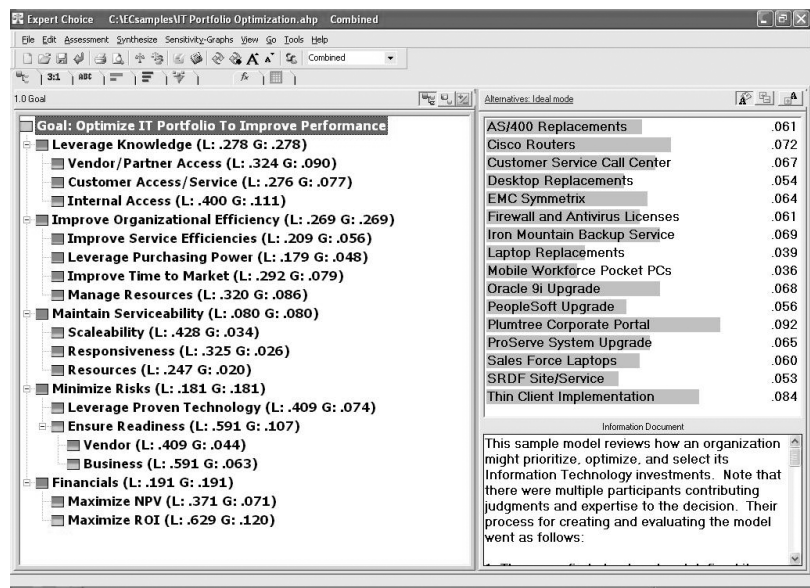 Expert Choice C:\ECsamples\IT Portfolio Optimization.ahp Combined
File Edit Assessment Synthesize Sensitivity-Graphs View Go Tools Help
Combined
3:1 ABC
1.0 Goal
Goal: Optimize IT Portfolio To Improve Performance
Leverage Knowledge (L: .278 G: .278)
Vendor/Partner Access (L: .324 G: .090)
Customer Access/Service (L: .276 G: .077)
Internal Access (L: .400 G: .111)
Improve Organizational Efficiency (L: .269 G: .269)
Improve Service Efficiencies (L: .209 G: .056)
Leverage Purchasing Power (L: .179 G: .048)
Improve Time to Market (L: .292 G: .079)
Manage Resources (L: .320 G: .086)
Maintain Serviceability (L: .080 G: .080)
Scaleability (L: .428 G: .034)
Responsiveness (L: .325 G: .026)
Resources (L: .247 G: .020)
Minimize Risks (L: .181 G: .181)
Leverage Proven Technology (L: .409 G: .074)
Ensure Readiness (L: .591 G: .107)
Vendor (L: .409 G: .044)
Business (L: .591 G: .063)
Financials (L: .191 G: .191)
Maximize NPV (L: .371 G: .071)
Maximize ROI (L: .629 G: .120)
Alternatives: Ideal mode
AS/400 Replacements .061
Cisco Routers .072
Customer Service Call Center .067
Desktop Replacements .054
EMC Symmetrix .064
Firewall and Antivirus Licenses .061
Iron Mountain Backup Service .069
Laptop Replacements .039
Mobile Workforce Pocket PCs .036
Oracle 9i Upgrade .068
PeopleSoft Upgrade .056
Plumtree Corporate Portal .092
ProServe System Upgrade .065
Sales Force Laptops .060
SRDF Site/Service .053
Thin Client Implementation .084
Information Document
This sample model reviews how an organization
might prioritize, optimize, and select its
Information Technology investments. Note that
there were multiple participants contributing
judgments and expertise to the decision. Their
process for creating and evaluating the model
went as follows: